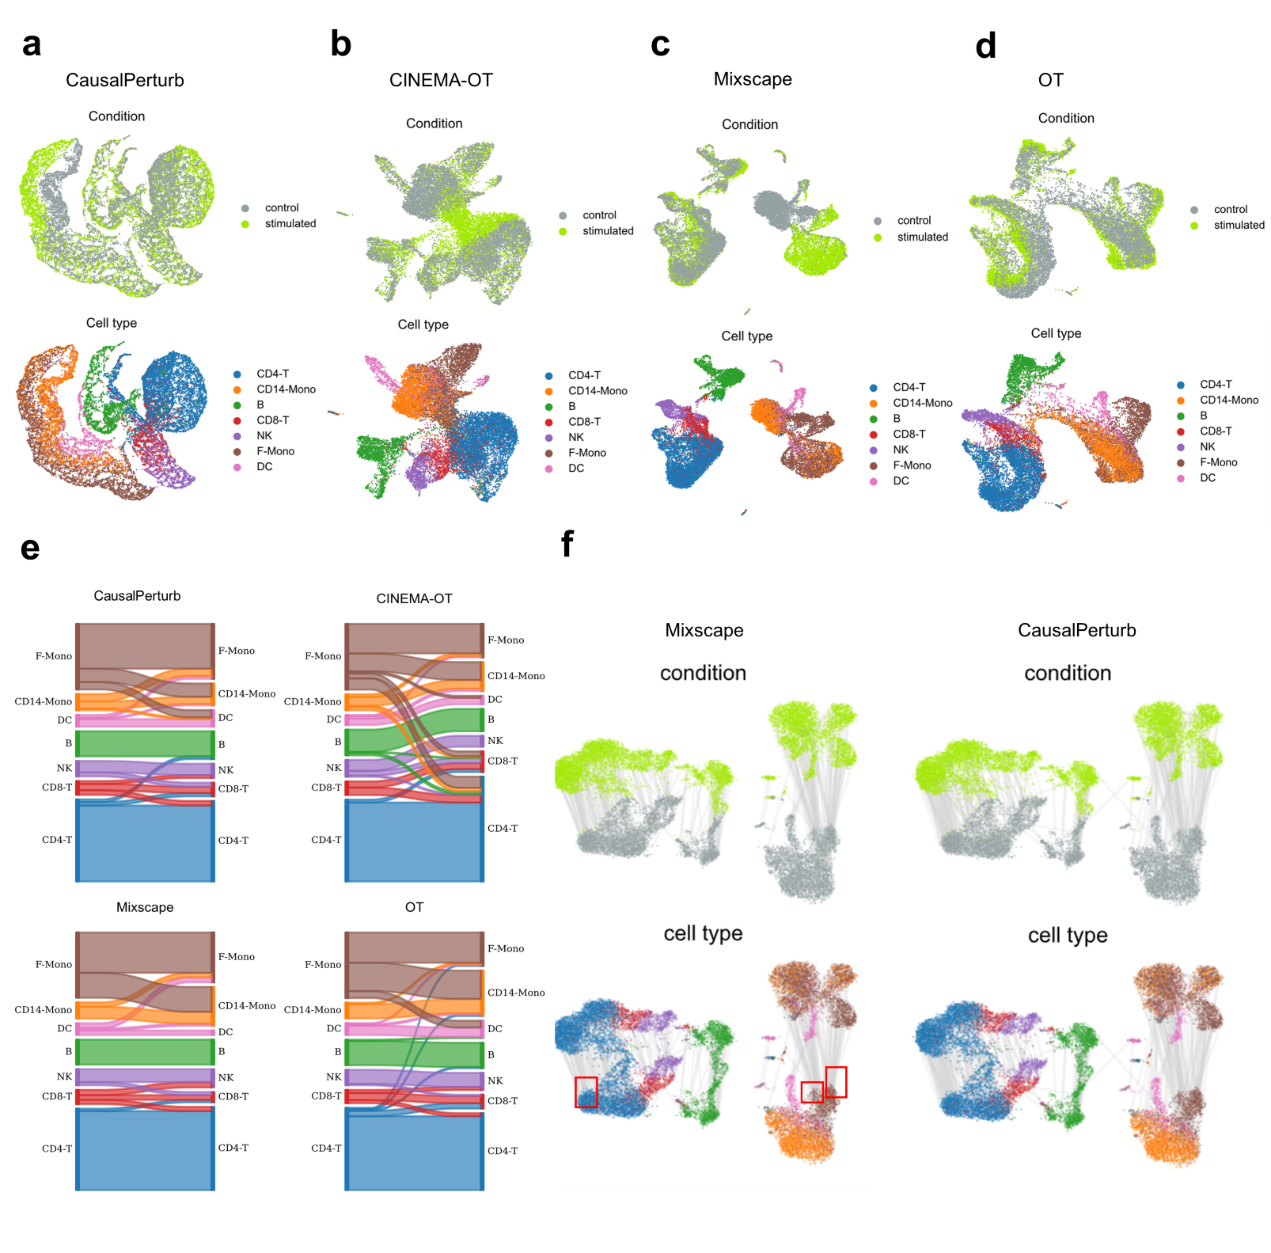 a
CausalPerturb
Condition
control
stimulated
Cell type
CD4-T
CD14-Mono
B
CD8-T
NK
F-Mono
DC
b
CINEMA-OT
Condition
control
stimulated
Cell type
CD4-T
CD14-Mono
B
CD8-T
NK
F-Mono
DC
c
Mixscape
Condition
control
stimulated
Cell type
CD4-T
CD14-Mono
B
CD8-T
NK
F-Mono
DC
d
OT
Condition
control
stimulated
Cell type
CD4-T
CD14-Mono
B
CD8-T
NK
F-Mono
DC
e
CausalPerturb
F-Mono
CD14-Mono
DC
B
NK
CD8-T
CD4-T
F-Mono
CD14-Mono
DC
B
NK
CD8-T
CD4-T
CINEMA-OT
F-Mono
CD14-Mono
DC
B
NK
CD8-T
CD4-T
F-Mono
CD14-Mono
DC
B
NK
CD8-T
CD4-T
Mixscape
F-Mono
CD14-Mono
DC
B
NK
CD8-T
CD4-T
F-Mono
CD14-Mono
DC
B
NK
CD8-T
CD4-T
OT
F-Mono
CD14-Mono
DC
B
NK
CD8-T
CD4-T
F-Mono
CD14-Mono
DC
B
NK
CD8-T
CD4-T
f
Mixscape
condition
cell type
CausalPerturb
condition
cell type